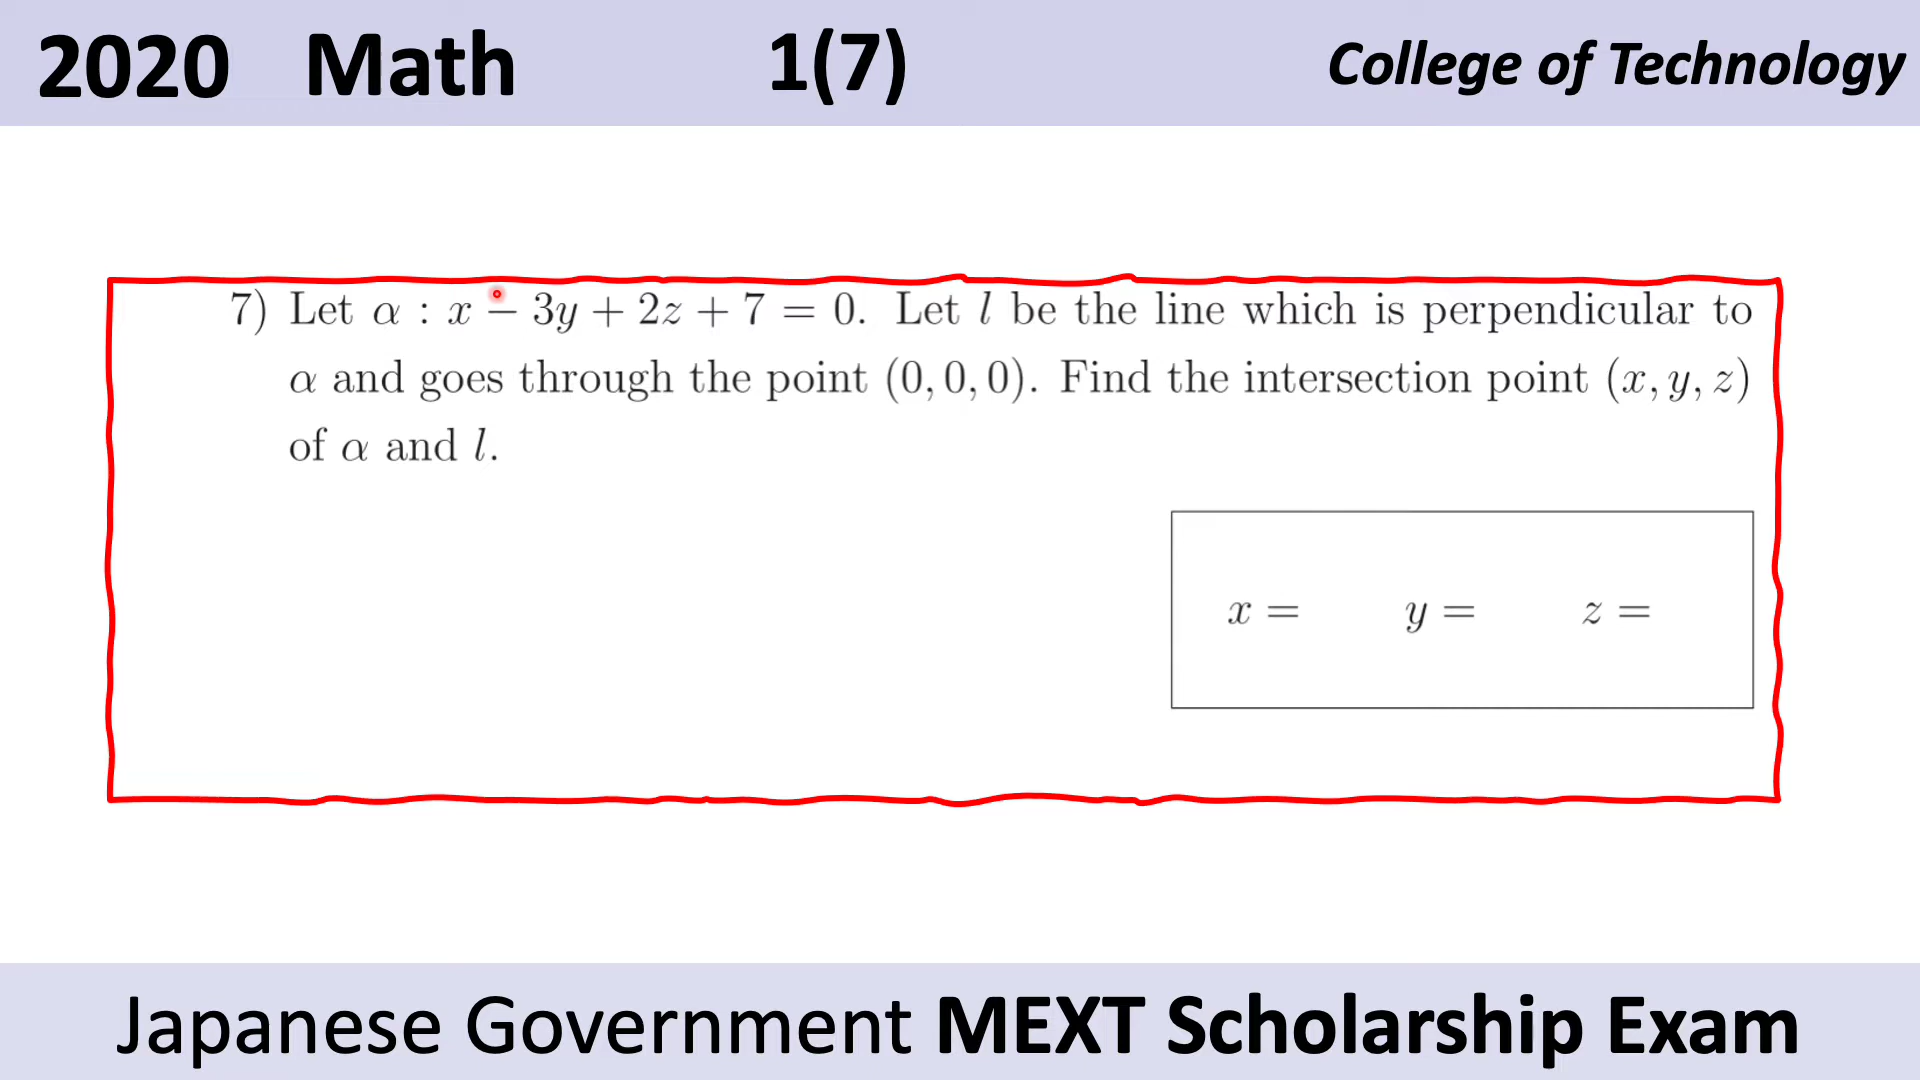 2020 Math 1(7) College of Technology
7) Let α : x − 3y + 2z + 7 = 0. Let l be the line which is perpendicular to
α and goes through the point (0, 0, 0). Find the intersection point (x, y, z)
of α and l.
x = y = z =
Japanese Government MEXT Scholarship Exam